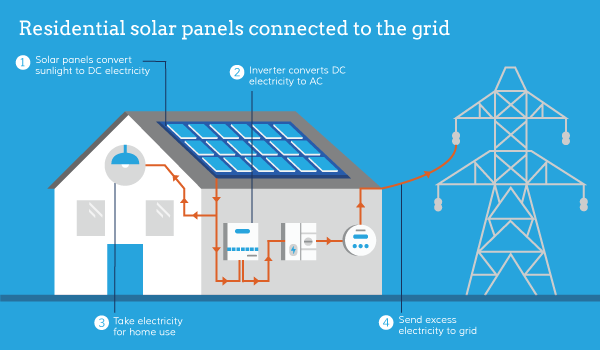 Residential solar panels connected to the grid
1 Solar panels convert
sunlight to DC electricity
2 Inverter converts DC
electricity to AC
3 Take electricity
for home use
4 Send excess
electricity to grid